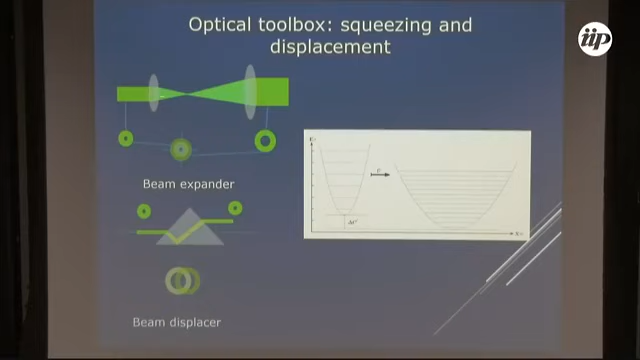 Optical toolbox: squeezing and
displacement
iip
Beam expander
Beam displacer